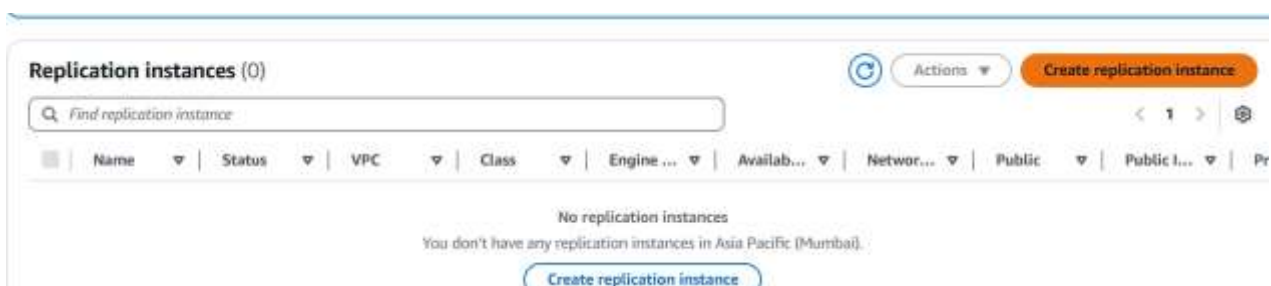 Replication instances (0)
Actions
Create replication instance
Find replication instance
1
Name
Status
VPC
Class
Engine ...
Availab...
Networ...
Public
Public I...
Pr
No replication instances
You don't have any replication instances in Asia Pacific (Mumbai).
Create replication instance